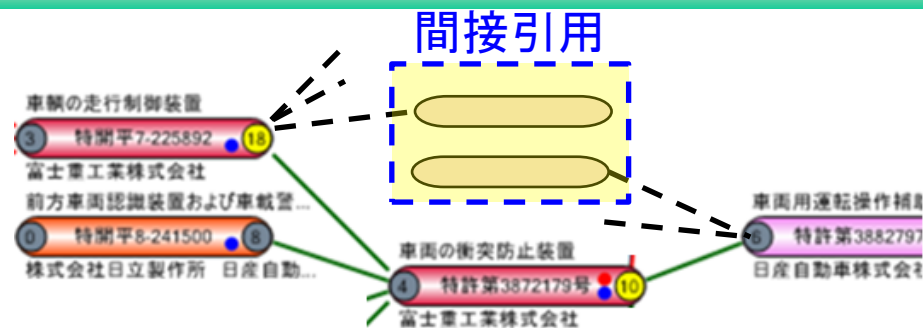 間接引用
車輌の走行制御装置
3 特開平7-225892 18
富士重工業株式会社
前方車両認識装置および車載警...
0 特開平8-241500 8
株式会社日立製作所 日産自動...
車両の衝突防止装置
4 特許第3872179号 10
富士重工業株式会社
車両用運転操作補助
6 特許第3882797
日産自動車株式会社